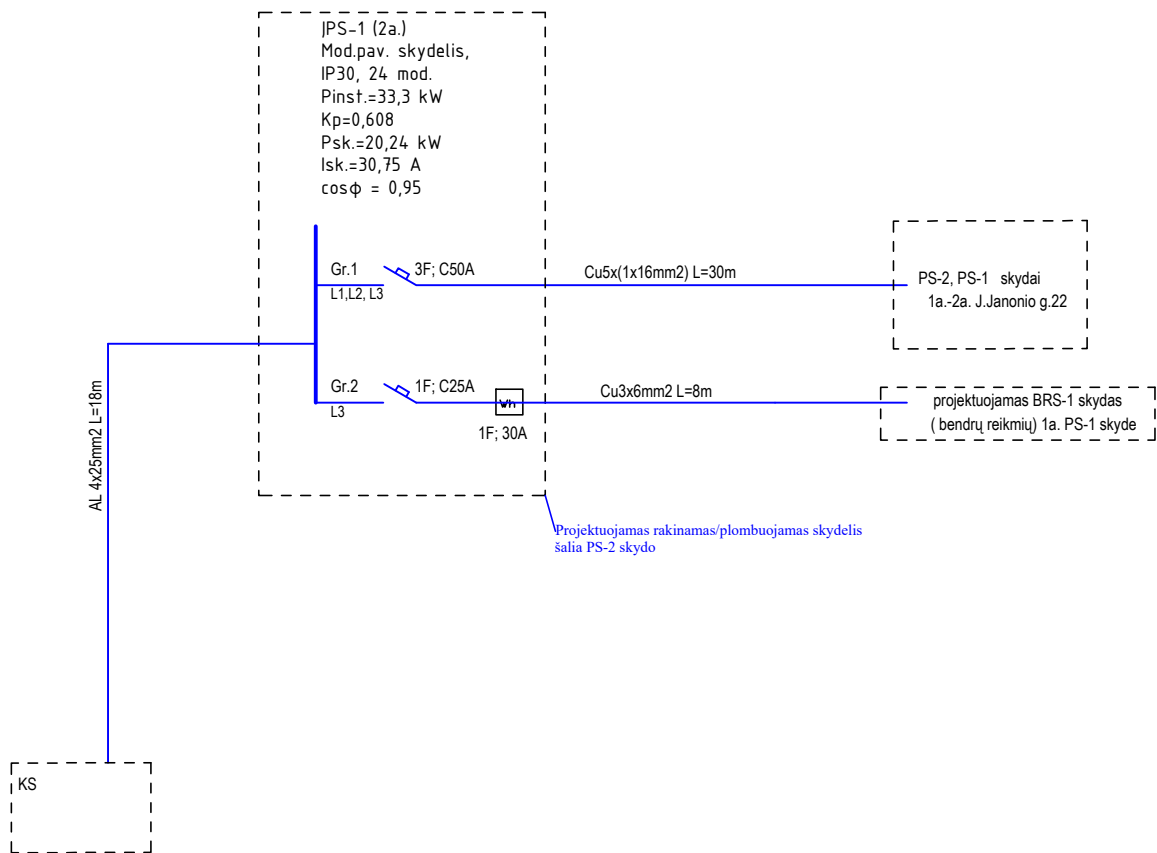 JPS-1 (2a.)
Mod.pav. skydelis,
IP30, 24 mod.
Pinst.=33,3 kW
Kp=0,608
Psk.=20,24 kW
Isk.=30,75 A
cosϕ = 0,95
Gr.1
3F; C50A
L1,L2, L3
Cu5x(1x16mm2) L=30m
PS-2, PS-1 skydai
1a.-2a. J.Janonio g.22
Gr.2
1F; C25A
L3
Wh
1F; 30A
Cu3x6mm2 L=8m
projektuojamas BRS-1 skydas
( bendrų reikmių) 1a. PS-1 skyde
AL 4x25mm2 L=18m
Projektuojamas rakinamas/plombuojamas skydelis
šalia PS-2 skydo
KS